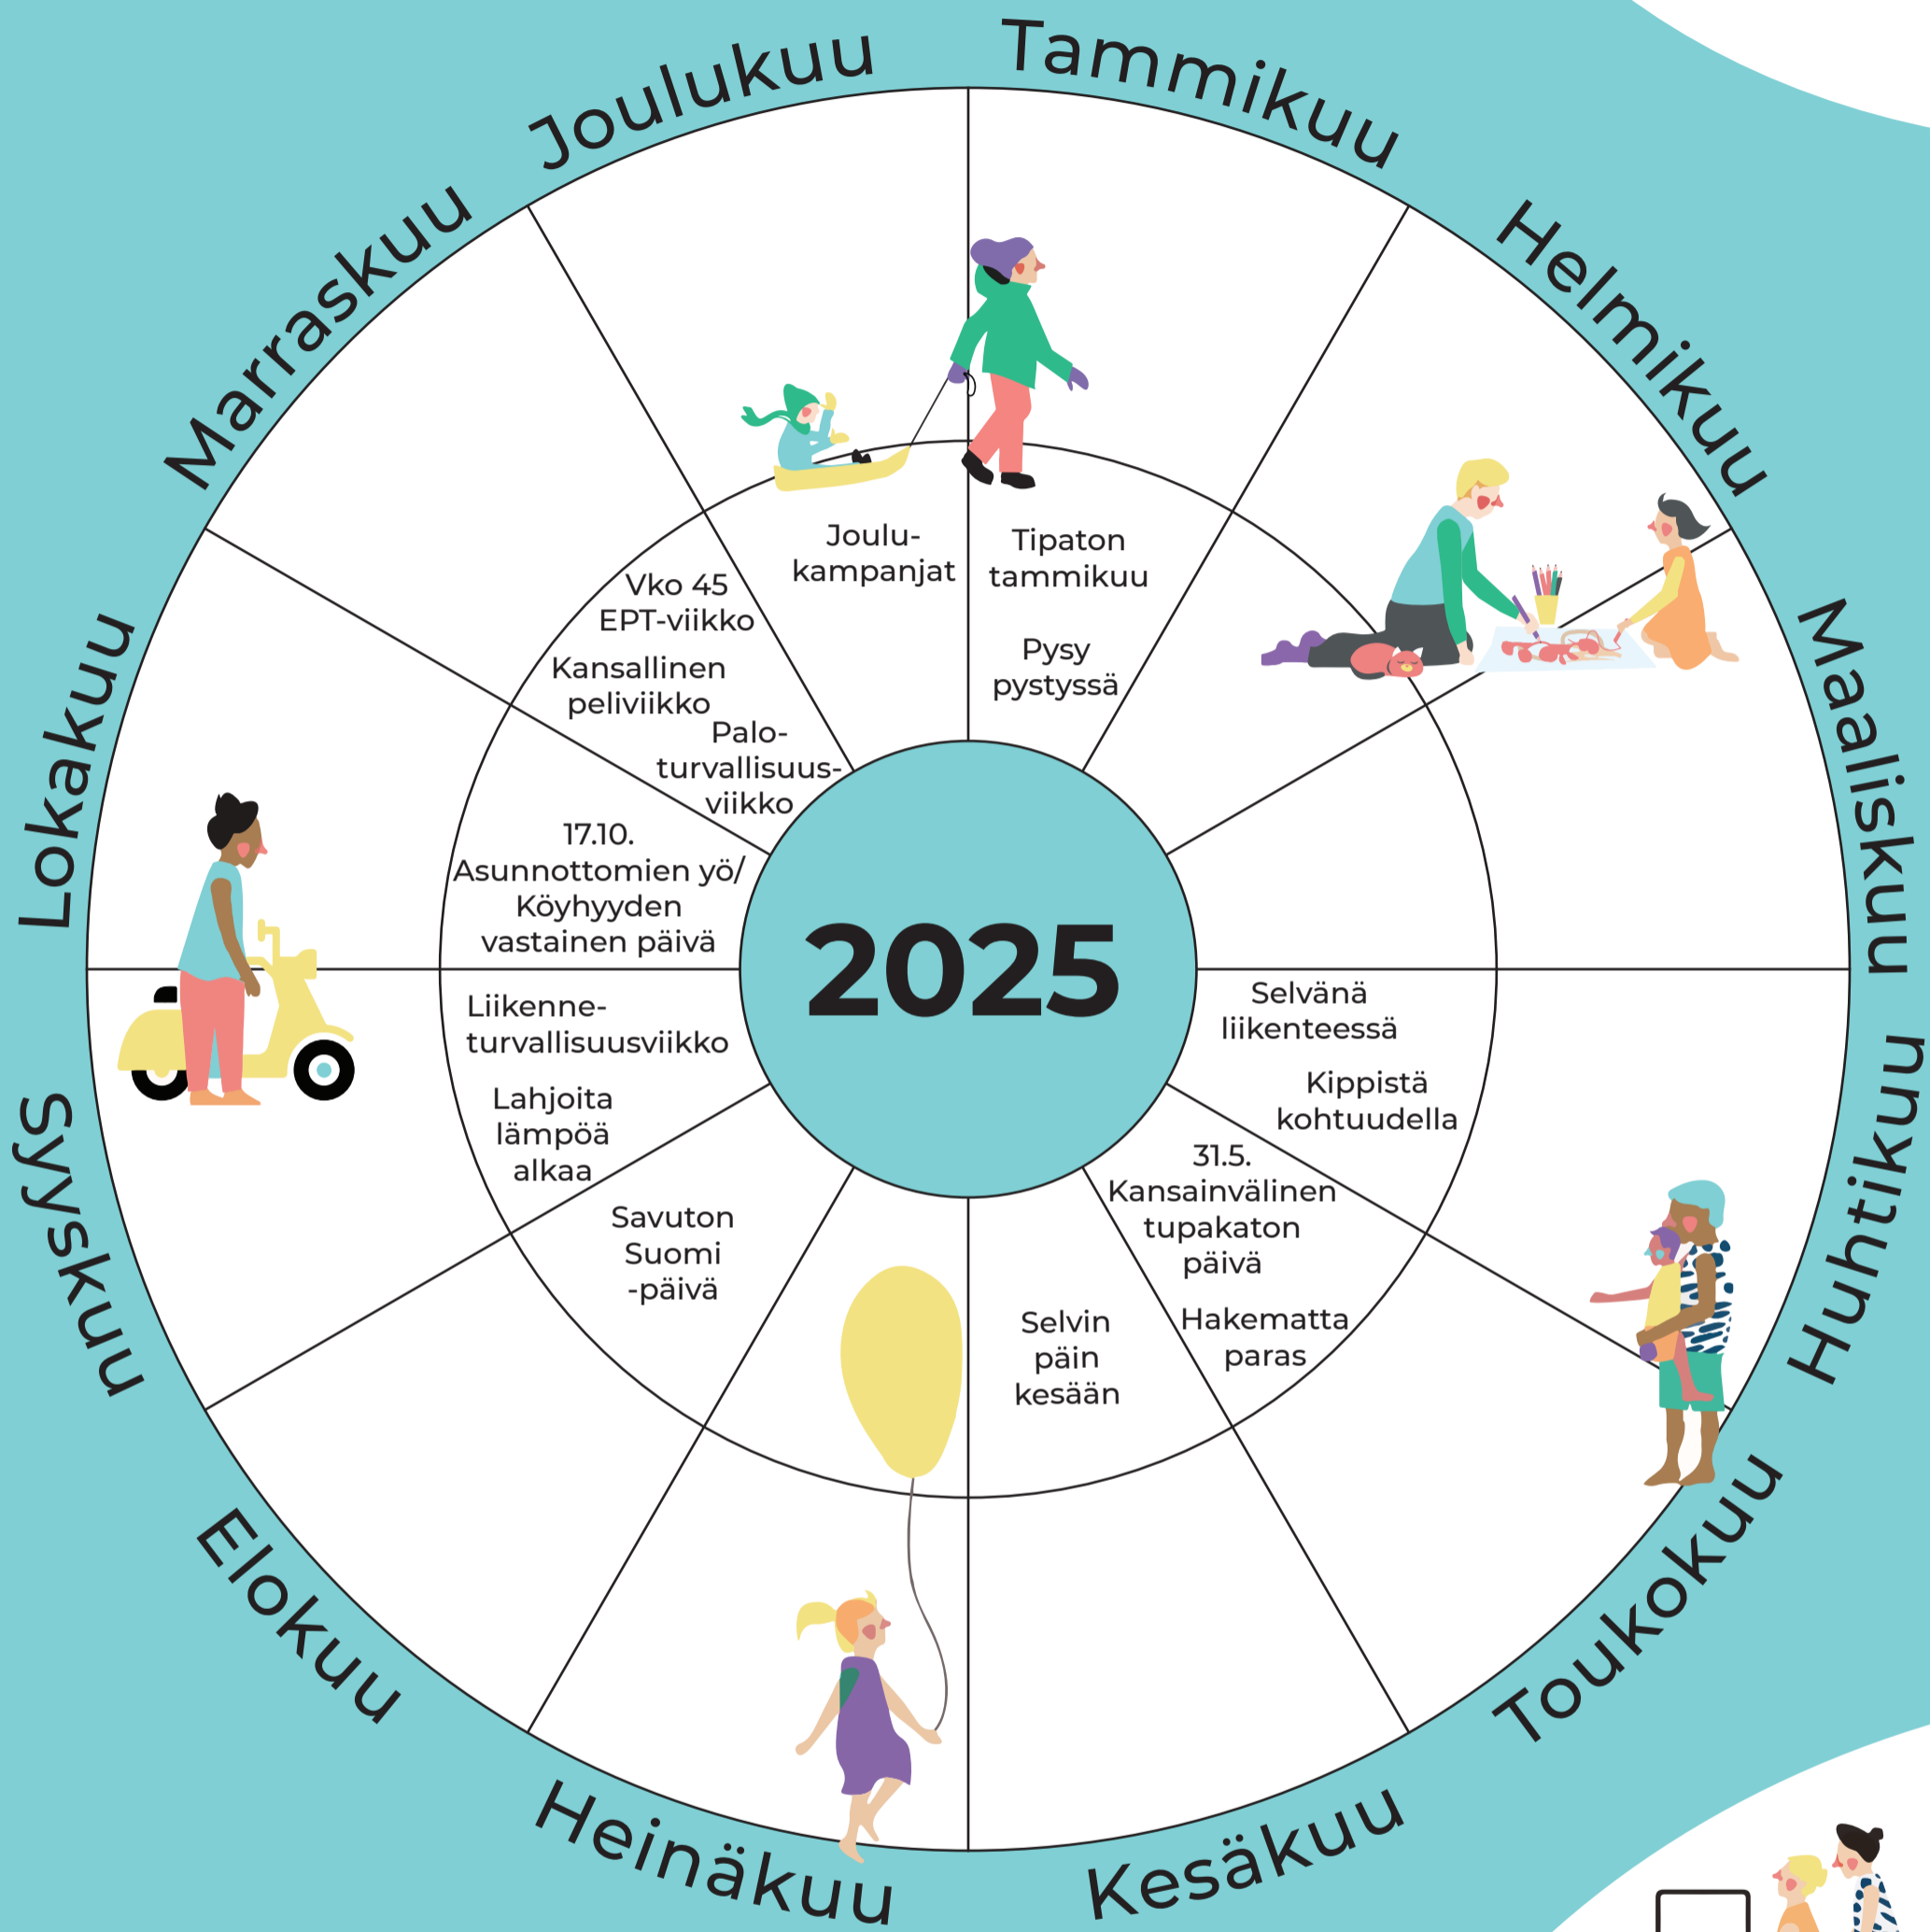 Tammikuu
Helmikuu
Maaliskuu
Huhtikuu
Toukokuu
Kesäkuu
Heinäkuu
Elokuu
Syyskuu
Lokakuu
Marraskuu
Joulukuu
Tipaton
tammikuu
Pysy
pystyssä
Selvänä
liikenteessä
Kippistä
kohtuudella
31.5.
Kansainvälinen
tupakaton
päivä
Hakematta
paras
Selvin
päin
kesään
Savuton
Suomi
-päivä
Liikenne-
turvallisuusviikko
Lahjoita
lämpöä
alkaa
17.10.
Asunnottomien yö/
Köyhyyden
vastainen päivä
Vko 45
EPT-viikko
Kansallinen
peliviikko
Palo-
turvallisuus-
viikko
Joulu-
kampanjat
2025